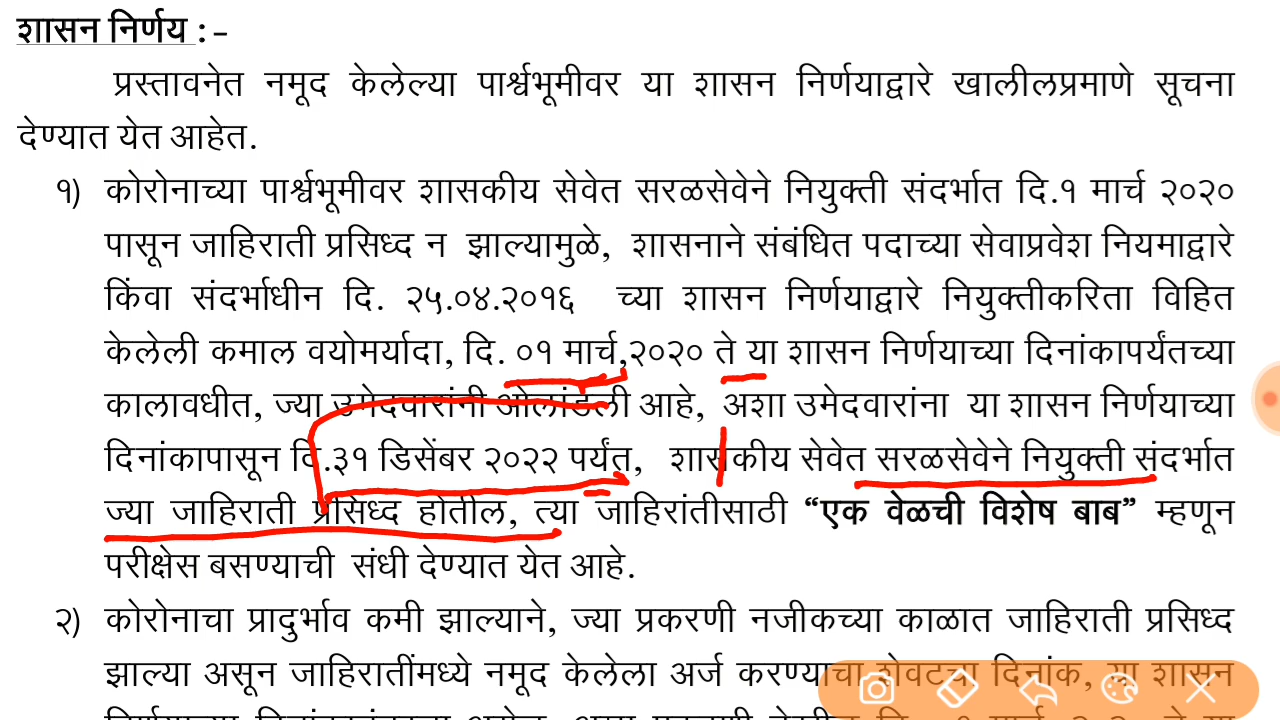 शासन निर्णय : -
प्रस्तावनेत नमूद केलेल्या पार्श्वभूमीवर या शासन निर्णयाद्वारे खालीलप्रमाणे सूचना
देण्यात येत आहेत.
१) कोरोनाच्या पार्श्वभूमीवर शासकीय सेवेत सरळसेवेने नियुक्ती संदर्भात दि.१ मार्च २०२०
पासून जाहिराती प्रसिध्द न झाल्यामुळे, शासनाने संबंधित पदाच्या सेवाप्रवेश नियमाद्वारे
किंवा संदर्भाधीन दि. २५.०४.२०१६ च्या शासन निर्णयाद्वारे नियुक्तीकरिता विहित
केलेली कमाल वयोमर्यादा, दि. ०१ मार्च,२०२० ते या शासन निर्णयाच्या दिनांकापर्यंतच्या
कालावधीत, ज्या उमेदवारांनी ओलांडली आहे, अशा उमेदवारांना या शासन निर्णयाच्या
दिनांकापासून दि.३१ डिसेंबर २०२२ पर्यंत, शासकीय सेवेत सरळसेवेने नियुक्ती संदर्भात
ज्या जाहिराती प्रसिध्द होतील, त्या जाहिरांतीसाठी “एक वेळची विशेष बाब” म्हणून
परीक्षेस बसण्याची संधी देण्यात येत आहे.
२) कोरोनाचा प्रादुर्भाव कमी झाल्याने, ज्या प्रकरणी नजीकच्या काळात जाहिराती प्रसिध्द
झाल्या असून जाहिरातींमध्ये नमूद केलेला अर्ज करण्याचा शेवटचा दिनांक, या शासन